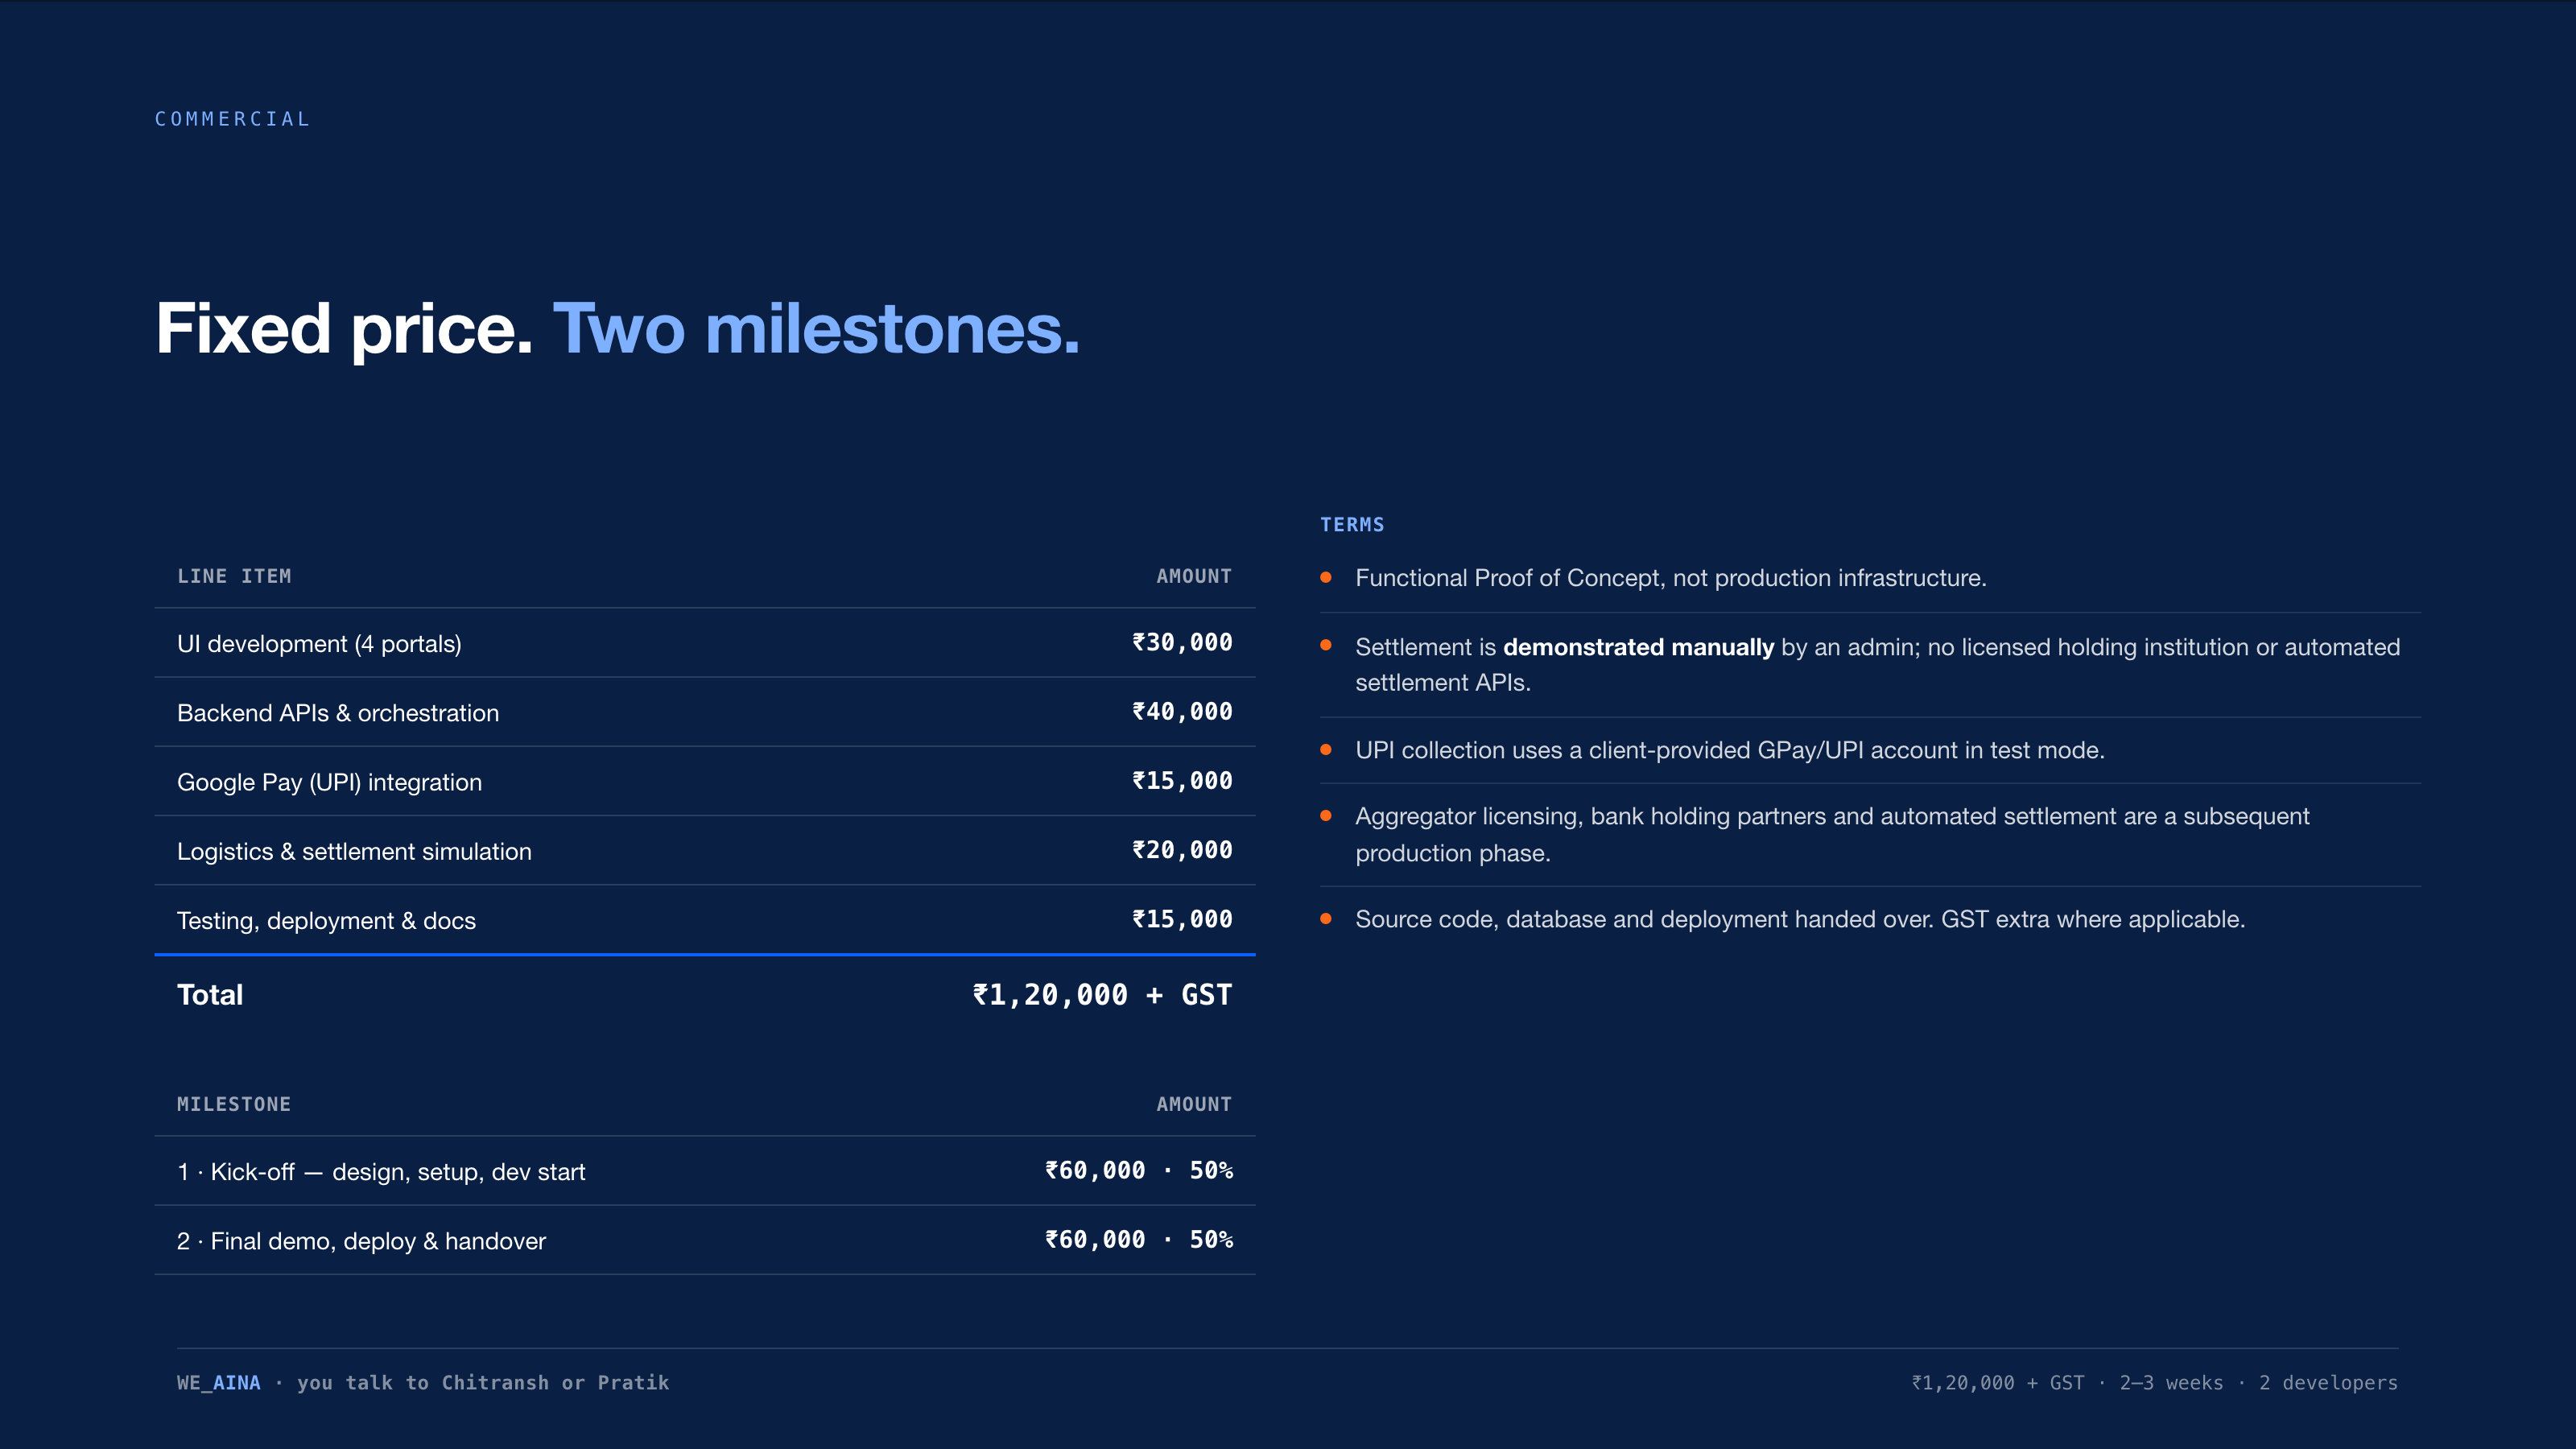 COMMERCIAL
Fixed price. Two milestones.
LINE ITEM AMOUNT
UI development (4 portals) ₹30,000
Backend APIs & orchestration ₹40,000
Google Pay (UPI) integration ₹15,000
Logistics & settlement simulation ₹20,000
Testing, deployment & docs ₹15,000
Total ₹1,20,000 + GST
MILESTONE AMOUNT
1 · Kick-off — design, setup, dev start ₹60,000 · 50%
2 · Final demo, deploy & handover ₹60,000 · 50%
TERMS
Functional Proof of Concept, not production infrastructure.
Settlement is demonstrated manually by an admin; no licensed holding institution or automated
settlement APIs.
UPI collection uses a client-provided GPay/UPI account in test mode.
Aggregator licensing, bank holding partners and automated settlement are a subsequent
production phase.
Source code, database and deployment handed over. GST extra where applicable.
WE_AINA · you talk to Chitransh or Pratik
₹1,20,000 + GST · 2–3 weeks · 2 developers